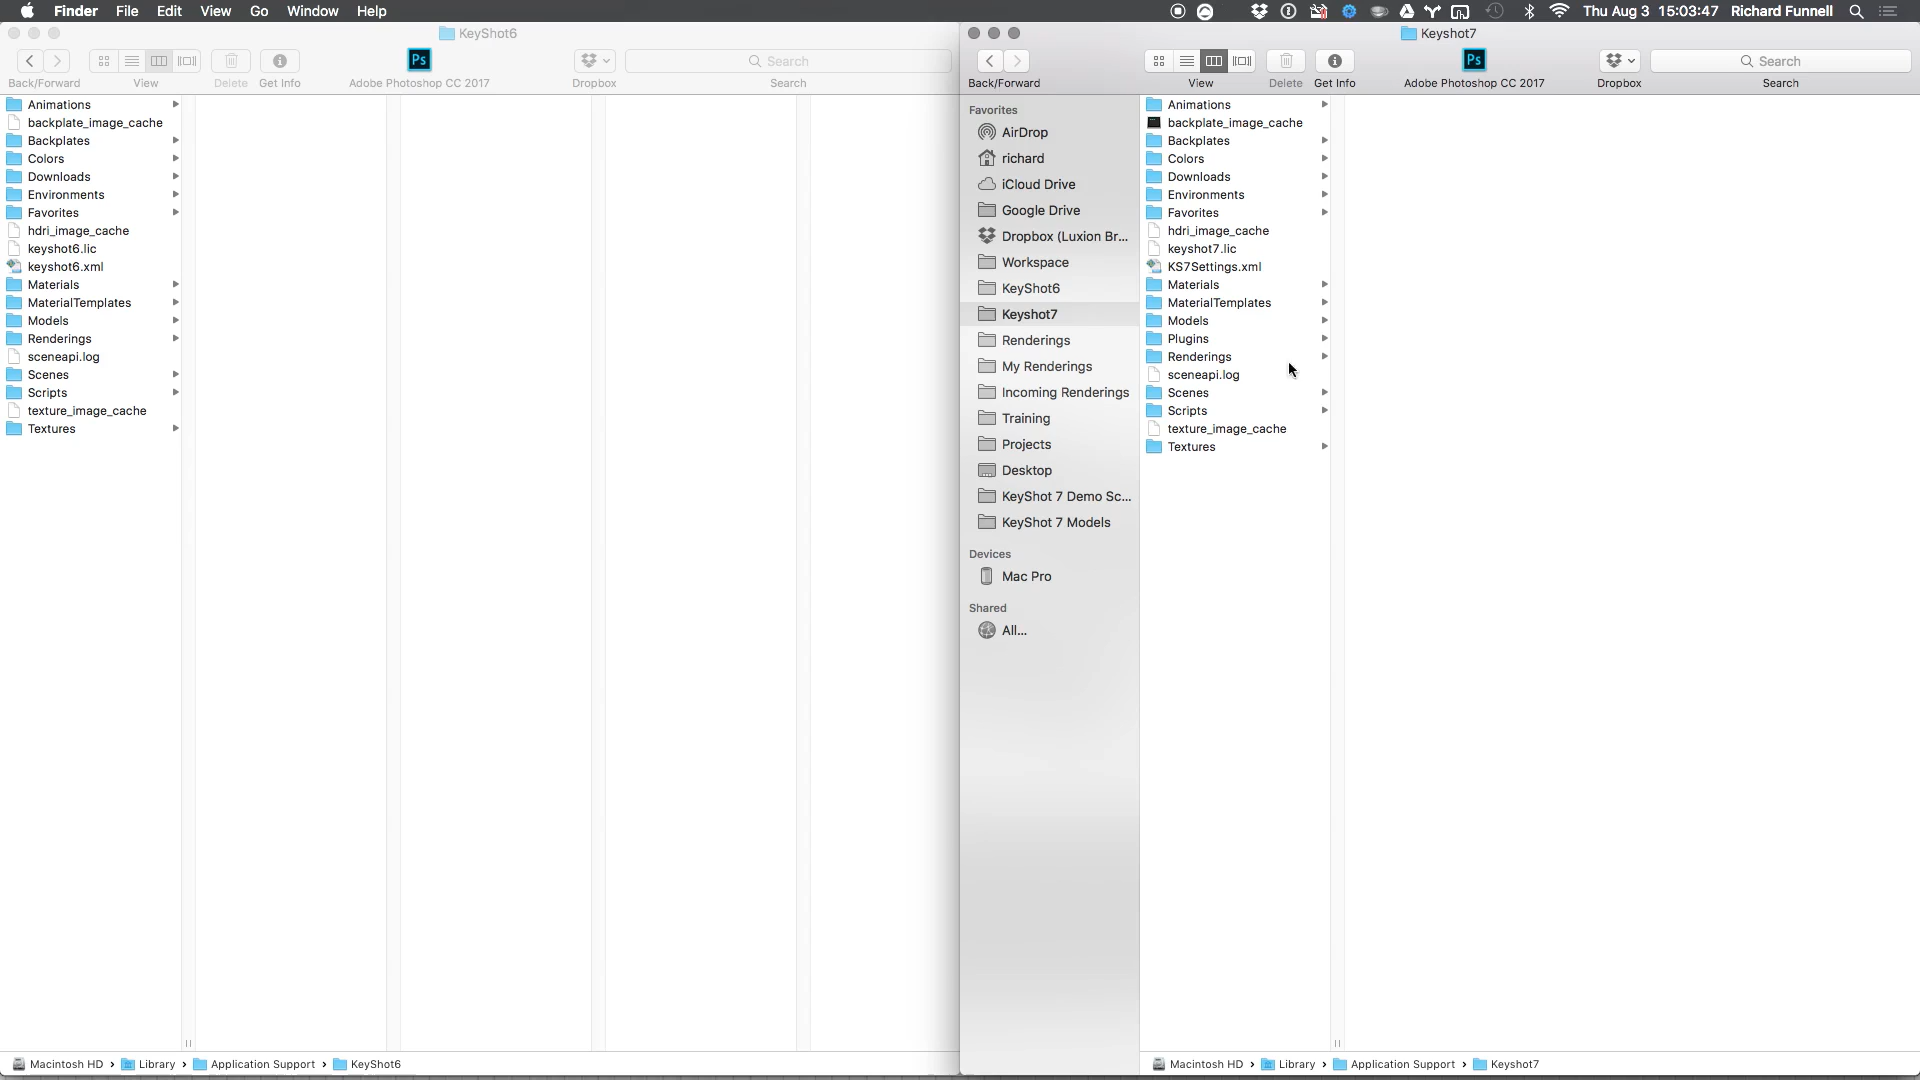 Finder File Edit View Go Window Help
Thu Aug 3 15:03:47 Richard Funnell
KeyShot6
Ps
Search
Back/Forward View Delete Get Info Adobe Photoshop CC 2017 Dropbox Search
Animations
backplate_image_cache
Backplates
Colors
Downloads
Environments
Favorites
hdri_image_cache
keyshot6.lic
keyshot6.xml
Materials
MaterialTemplates
Models
Renderings
sceneapi.log
Scenes
Scripts
texture_image_cache
Textures
Macintosh HD › Library › Application Support › KeyShot6
Keyshot7
Ps
Search
Back/Forward View Delete Get Info Adobe Photoshop CC 2017 Dropbox Search
Favorites
AirDrop
richard
iCloud Drive
Google Drive
Dropbox (Luxion Br...
Workspace
KeyShot6
Keyshot7
Renderings
My Renderings
Incoming Renderings
Training
Projects
Desktop
KeyShot 7 Demo Sc...
KeyShot 7 Models
Devices
Mac Pro
Shared
All...
Animations
backplate_image_cache
Backplates
Colors
Downloads
Environments
Favorites
hdri_image_cache
keyshot7.lic
KS7Settings.xml
Materials
MaterialTemplates
Models
Plugins
Renderings
sceneapi.log
Scenes
Scripts
texture_image_cache
Textures
Macintosh HD › Library › Application Support › Keyshot7